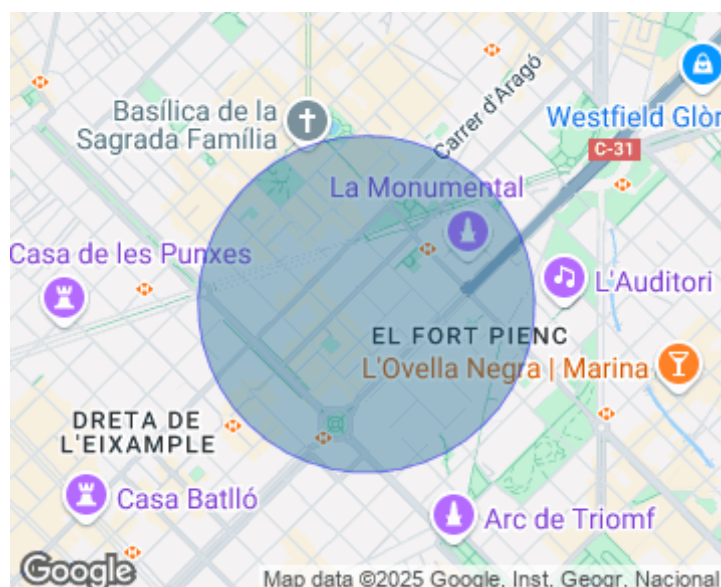 Basílica de la
Sagrada Família
Carrer d'Aragó
Westfield Glòr
C-31
La Monumental
Casa de les Punxes
L'Auditori
EL FORT PIENC
L'Ovella Negra | Marina
DRETA DE
L'EIXAMPLE
Casa Batlló
Arc de Triomf
Google
Map data ©2025 Google, Inst. Geogr. Nacional